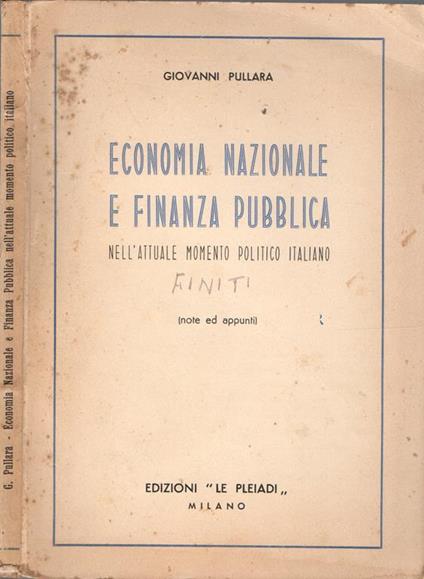 G. Pullara - Economia Nazionale e Finanza Pubblica nell'attuale momento politico italiano
GIOVANNI PULLARA
ECONOMIA NAZIONALE
E FINANZA PUBBLICA
NELL'ATTUALE MOMENTO POLITICO ITALIANO
FINITI
(note ed appunti)
EDIZIONI "LE PLEIADI„
MILANO